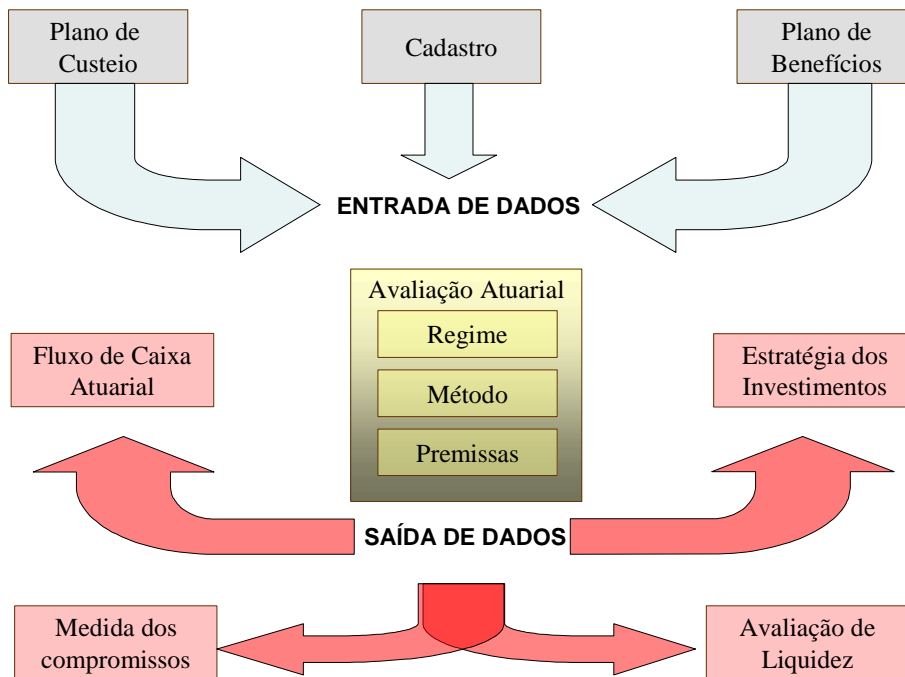 Plano de
Custeio
Cadastro
Plano de
Benefícios
ENTRADA DE DADOS
Avaliação Atuarial
Regime
Método
Premissas
Fluxo de Caixa
Atuarial
Estratégia dos
Investimentos
SAÍDA DE DADOS
Medida dos
compromissos
Avaliação de
Liquidez